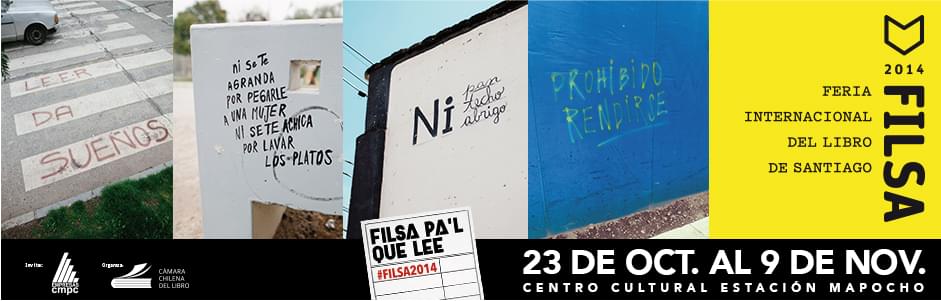 LEER
DA
SUEÑOS
ni se te
AGRANDA
POR PEGARLE
A UNA MUJER
NI SE TE ACHICA
POR LAVAR
LOS PLATOS
Ni
pan
techo
abrigo
PROHIBIDO
RENDIRSE
2014
FILSA
FERIA
INTERNACIONAL
DEL LIBRO
DE SANTIAGO
Invita:
EMPRESAS
cmpc
Organiza:
CÁMARA
CHILENA
DEL LIBRO
FILSA PA'L
QUE LEE
#FILSA2014
23 DE OCT. AL 9 DE NOV.
CENTRO CULTURAL ESTACIÓN MAPOCHO